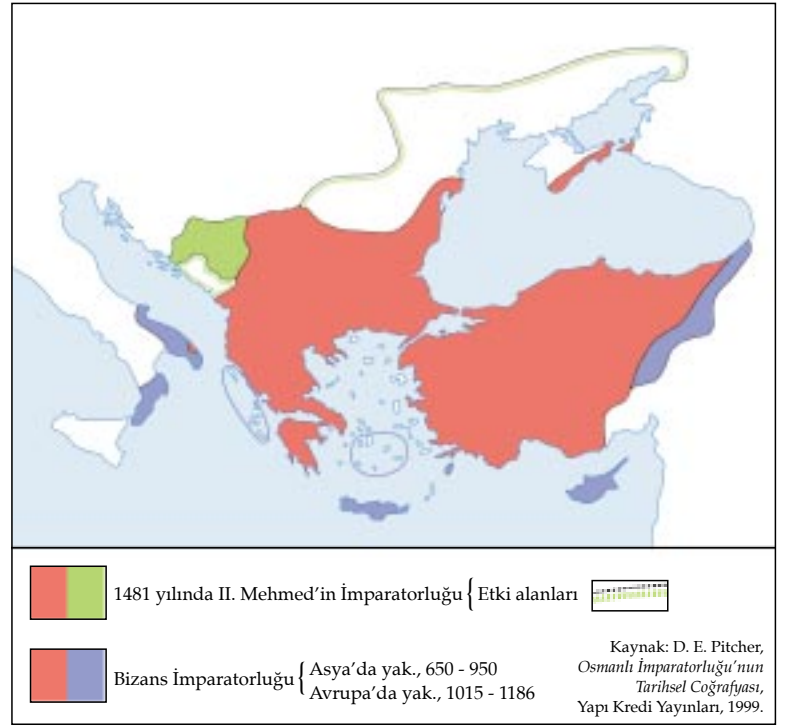 1481 yılında II. Mehmed’in İmparatorluğu { Etki alanları
Bizans İmparatorluğu { Asya’da yak., 650 - 950
Avrupa’da yak., 1015 - 1186
Kaynak: D. E. Pitcher,
Osmanlı İmparatorluğu’nun
Tarihsel Coğrafyası,
Yapı Kredi Yayınları, 1999.